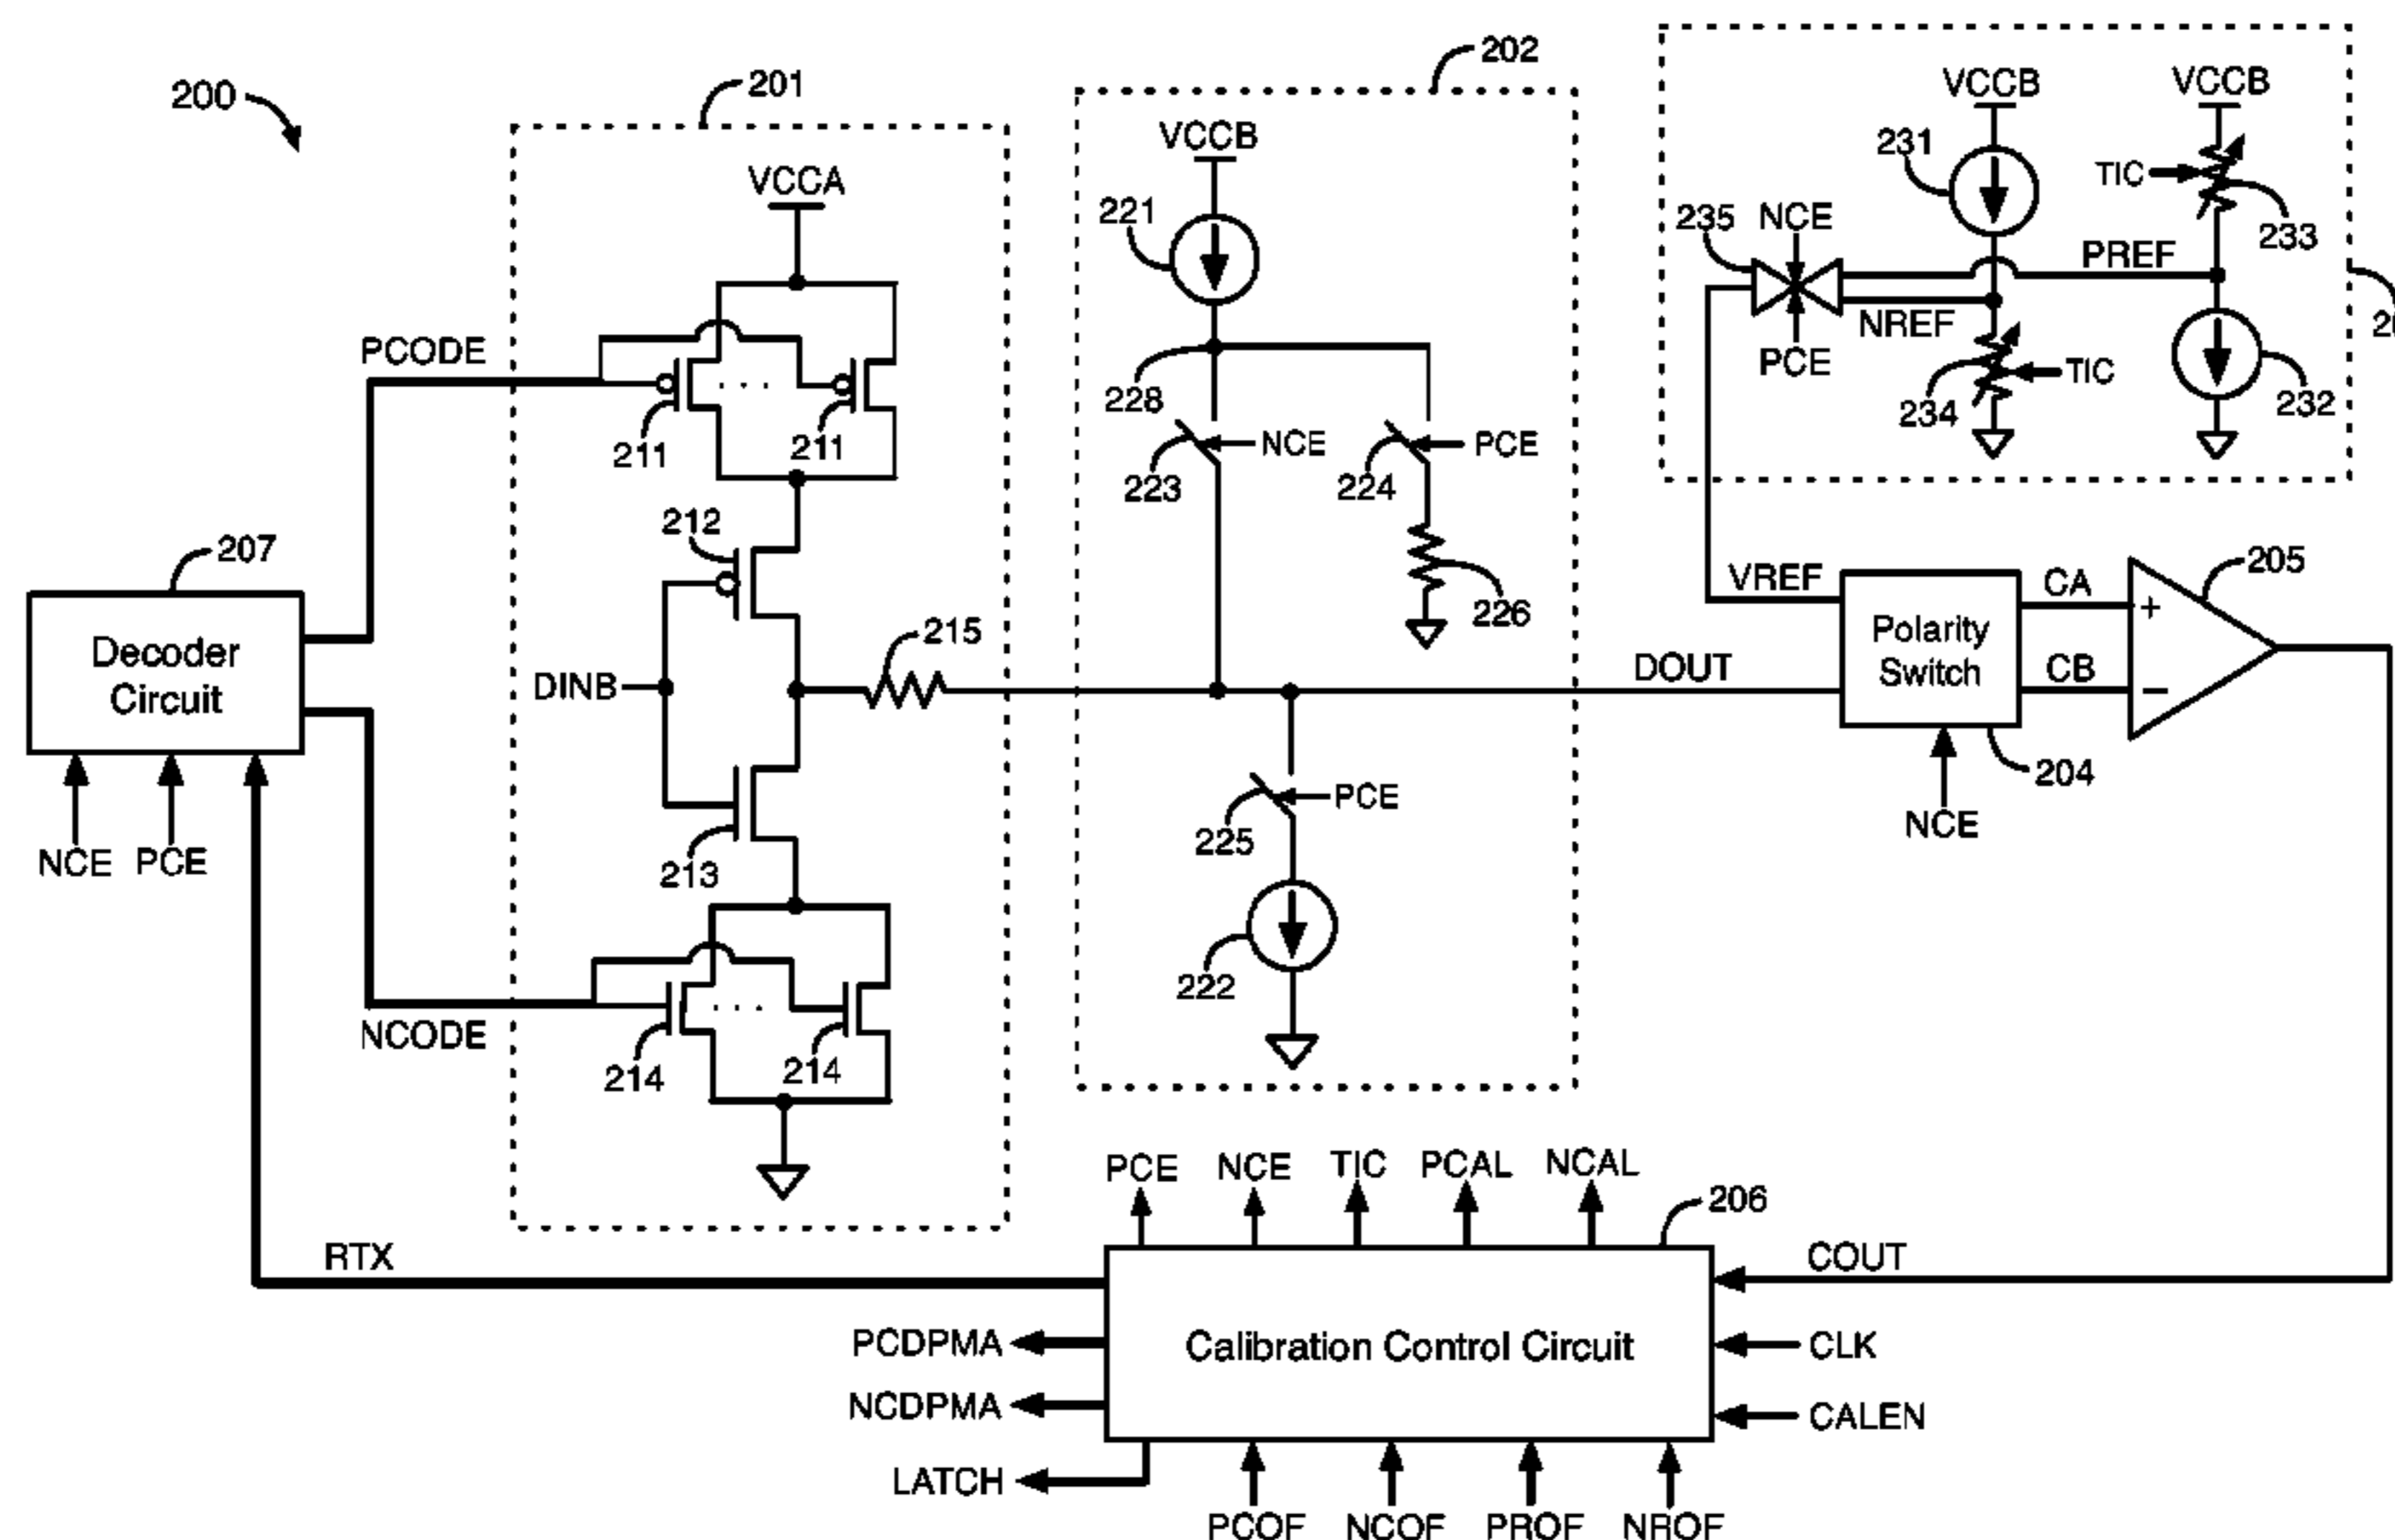 200
201
202
VCCB
VCCB
VCCA
VCCB
231
TIC
233
221
235
NCE
PREF
NREF
PCE
TIC
234
232
PCODE
211
211
228
NCE
PCE
223
224
226
207
212
Decoder
Circuit
DINB
215
DOUT
VREF
Polarity
Switch
CA
CB
+
−
205
204
NCE
NCE
PCE
213
225
PCE
222
NCODE
214
214
PCE
NCE
TIC
PCAL
NCAL
206
RTX
COUT
PCDPMA
Calibration Control Circuit
CLK
NCDPMA
CALEN
LATCH
PCOF
NCOF
PROF
NROF